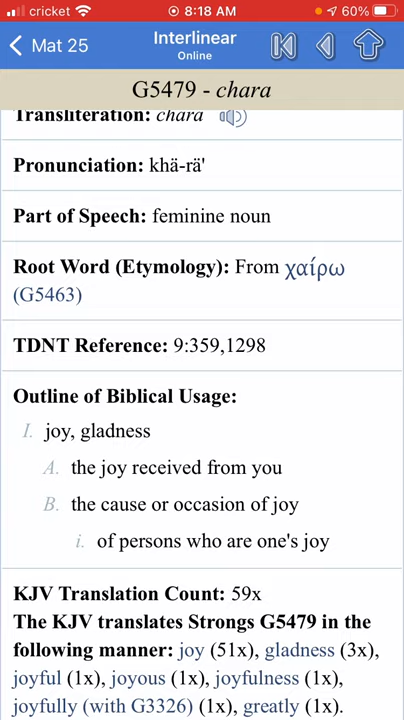 cricket 8:18 AM 60%
Mat 25 Interlinear
Online
G5479 - chara
Transliteration: chara
Pronunciation: khä-rä'
Part of Speech: feminine noun
Root Word (Etymology): From χαίρω
(G5463)
TDNT Reference: 9:359,1298
Outline of Biblical Usage:
I. joy, gladness
A. the joy received from you
B. the cause or occasion of joy
i. of persons who are one's joy
KJV Translation Count: 59x
The KJV translates Strongs G5479 in the
following manner: joy (51x), gladness (3x),
joyful (1x), joyous (1x), joyfulness (1x),
joyfully (with G3326) (1x), greatly (1x).